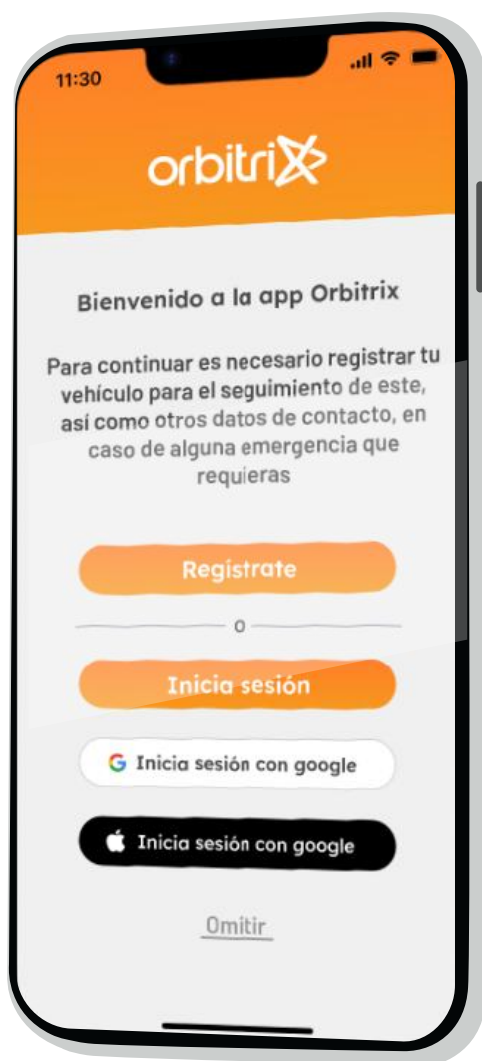 11:30
orbitrix
Bienvenido a la app Orbitrix
Para continuar es necesario registrar tu
vehículo para el seguimiento de este,
así como otros datos de contacto, en
caso de alguna emergencia que
requieras
Regístrate
o
Inicia sesión
Inicia sesión con google
Inicia sesión con google
Omitir